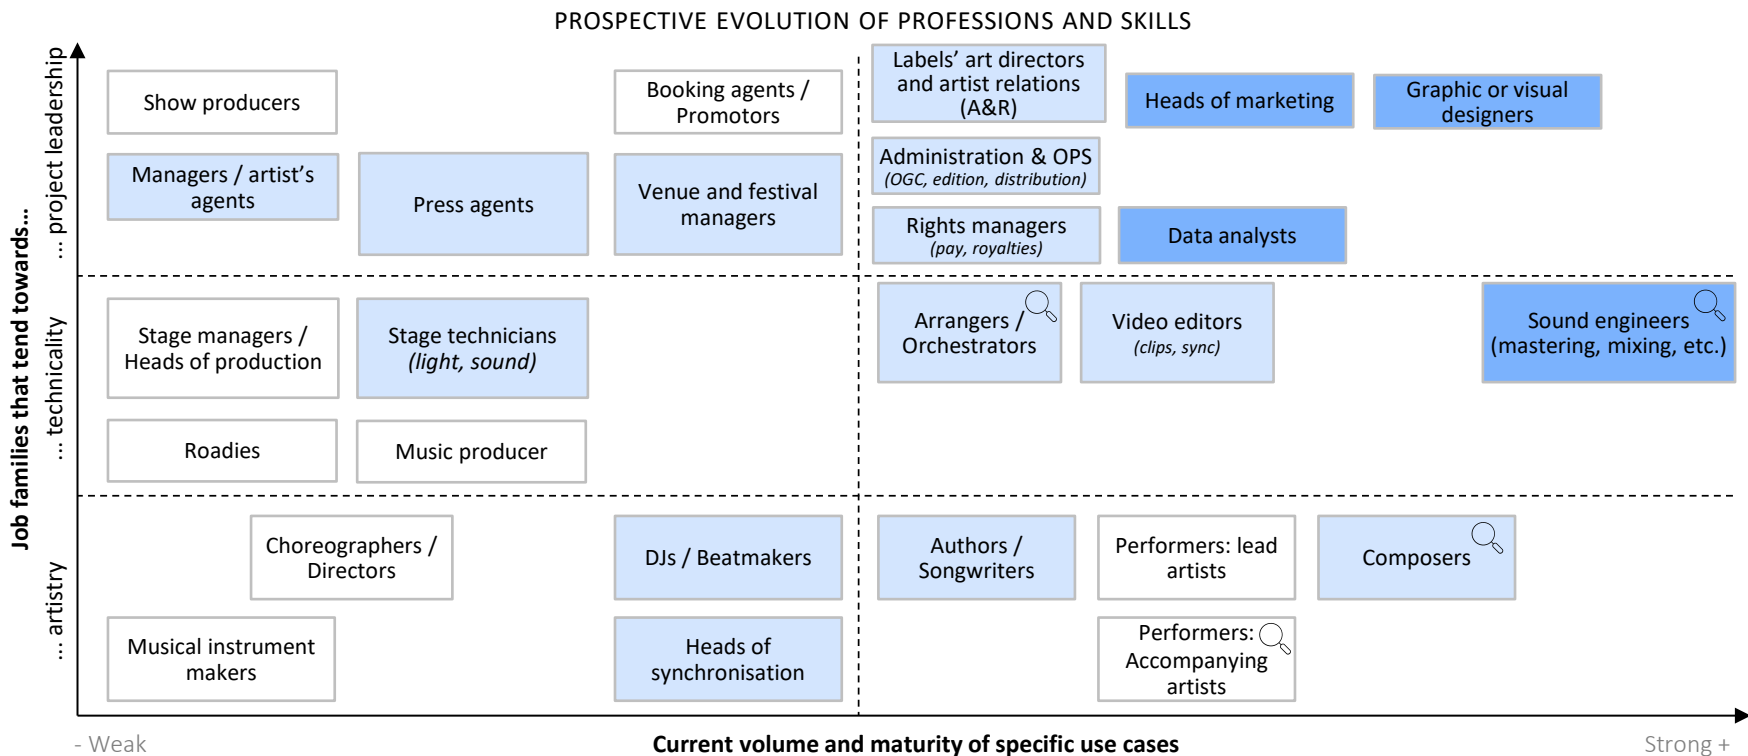 PROSPECTIVE EVOLUTION OF PROFESSIONS AND SKILLS
Job families that tend towards...
... project leadership
Show producers
Booking agents /
Promotors
Labels' art directors
and artist relations
(A&R)
Heads of marketing
Graphic or visual
designers
Managers / artist's
agents
Press agents
Venue and festival
managers
Administration & OPS
(OGC, edition, distribution)
Rights managers
(pay, royalties)
Data analysts
... technicality
Stage managers /
Heads of production
Stage technicians
(light, sound)
Arrangers /
Orchestrators
Video editors
(clips, sync)
Sound engineers
(mastering, mixing, etc.)
Roadies
Music producer
... artistry
Choreographers /
Directors
DJs / Beatmakers
Authors /
Songwriters
Performers: lead
artists
Composers
Musical instrument
makers
Heads of
synchronisation
Performers:
Accompanying
artists
- Weak
Current volume and maturity of specific use cases
Strong +